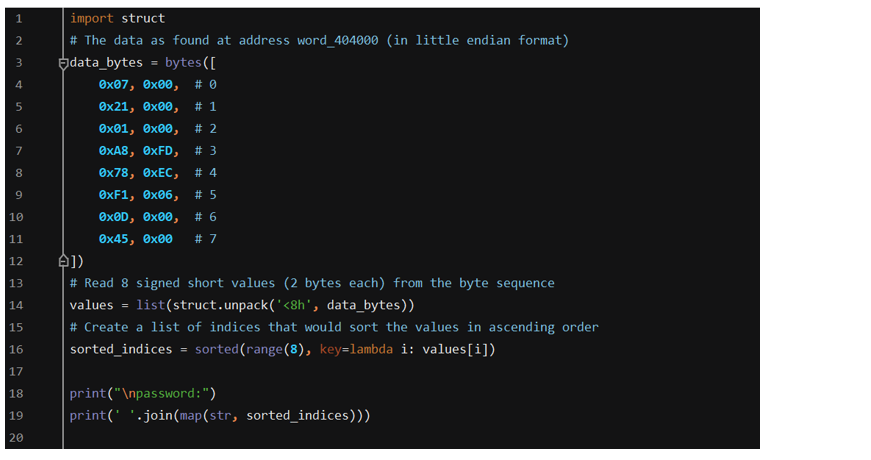 1 import struct
2 # The data as found at address word_404000 (in little endian format)
3 data_bytes = bytes([
4     0x07, 0x00,  # 0
5     0x21, 0x00,  # 1
6     0x01, 0x00,  # 2
7     0xA8, 0xFD,  # 3
8     0x78, 0xEC,  # 4
9     0xF1, 0x06,  # 5
10     0x0D, 0x00,  # 6
11     0x45, 0x00   # 7
12 ])
13 # Read 8 signed short values (2 bytes each) from the byte sequence
14 values = list(struct.unpack('<8h', data_bytes))
15 # Create a list of indices that would sort the values in ascending order
16 sorted_indices = sorted(range(8), key=lambda i: values[i])
17
18 print("\npassword:")
19 print(' '.join(map(str, sorted_indices)))
20